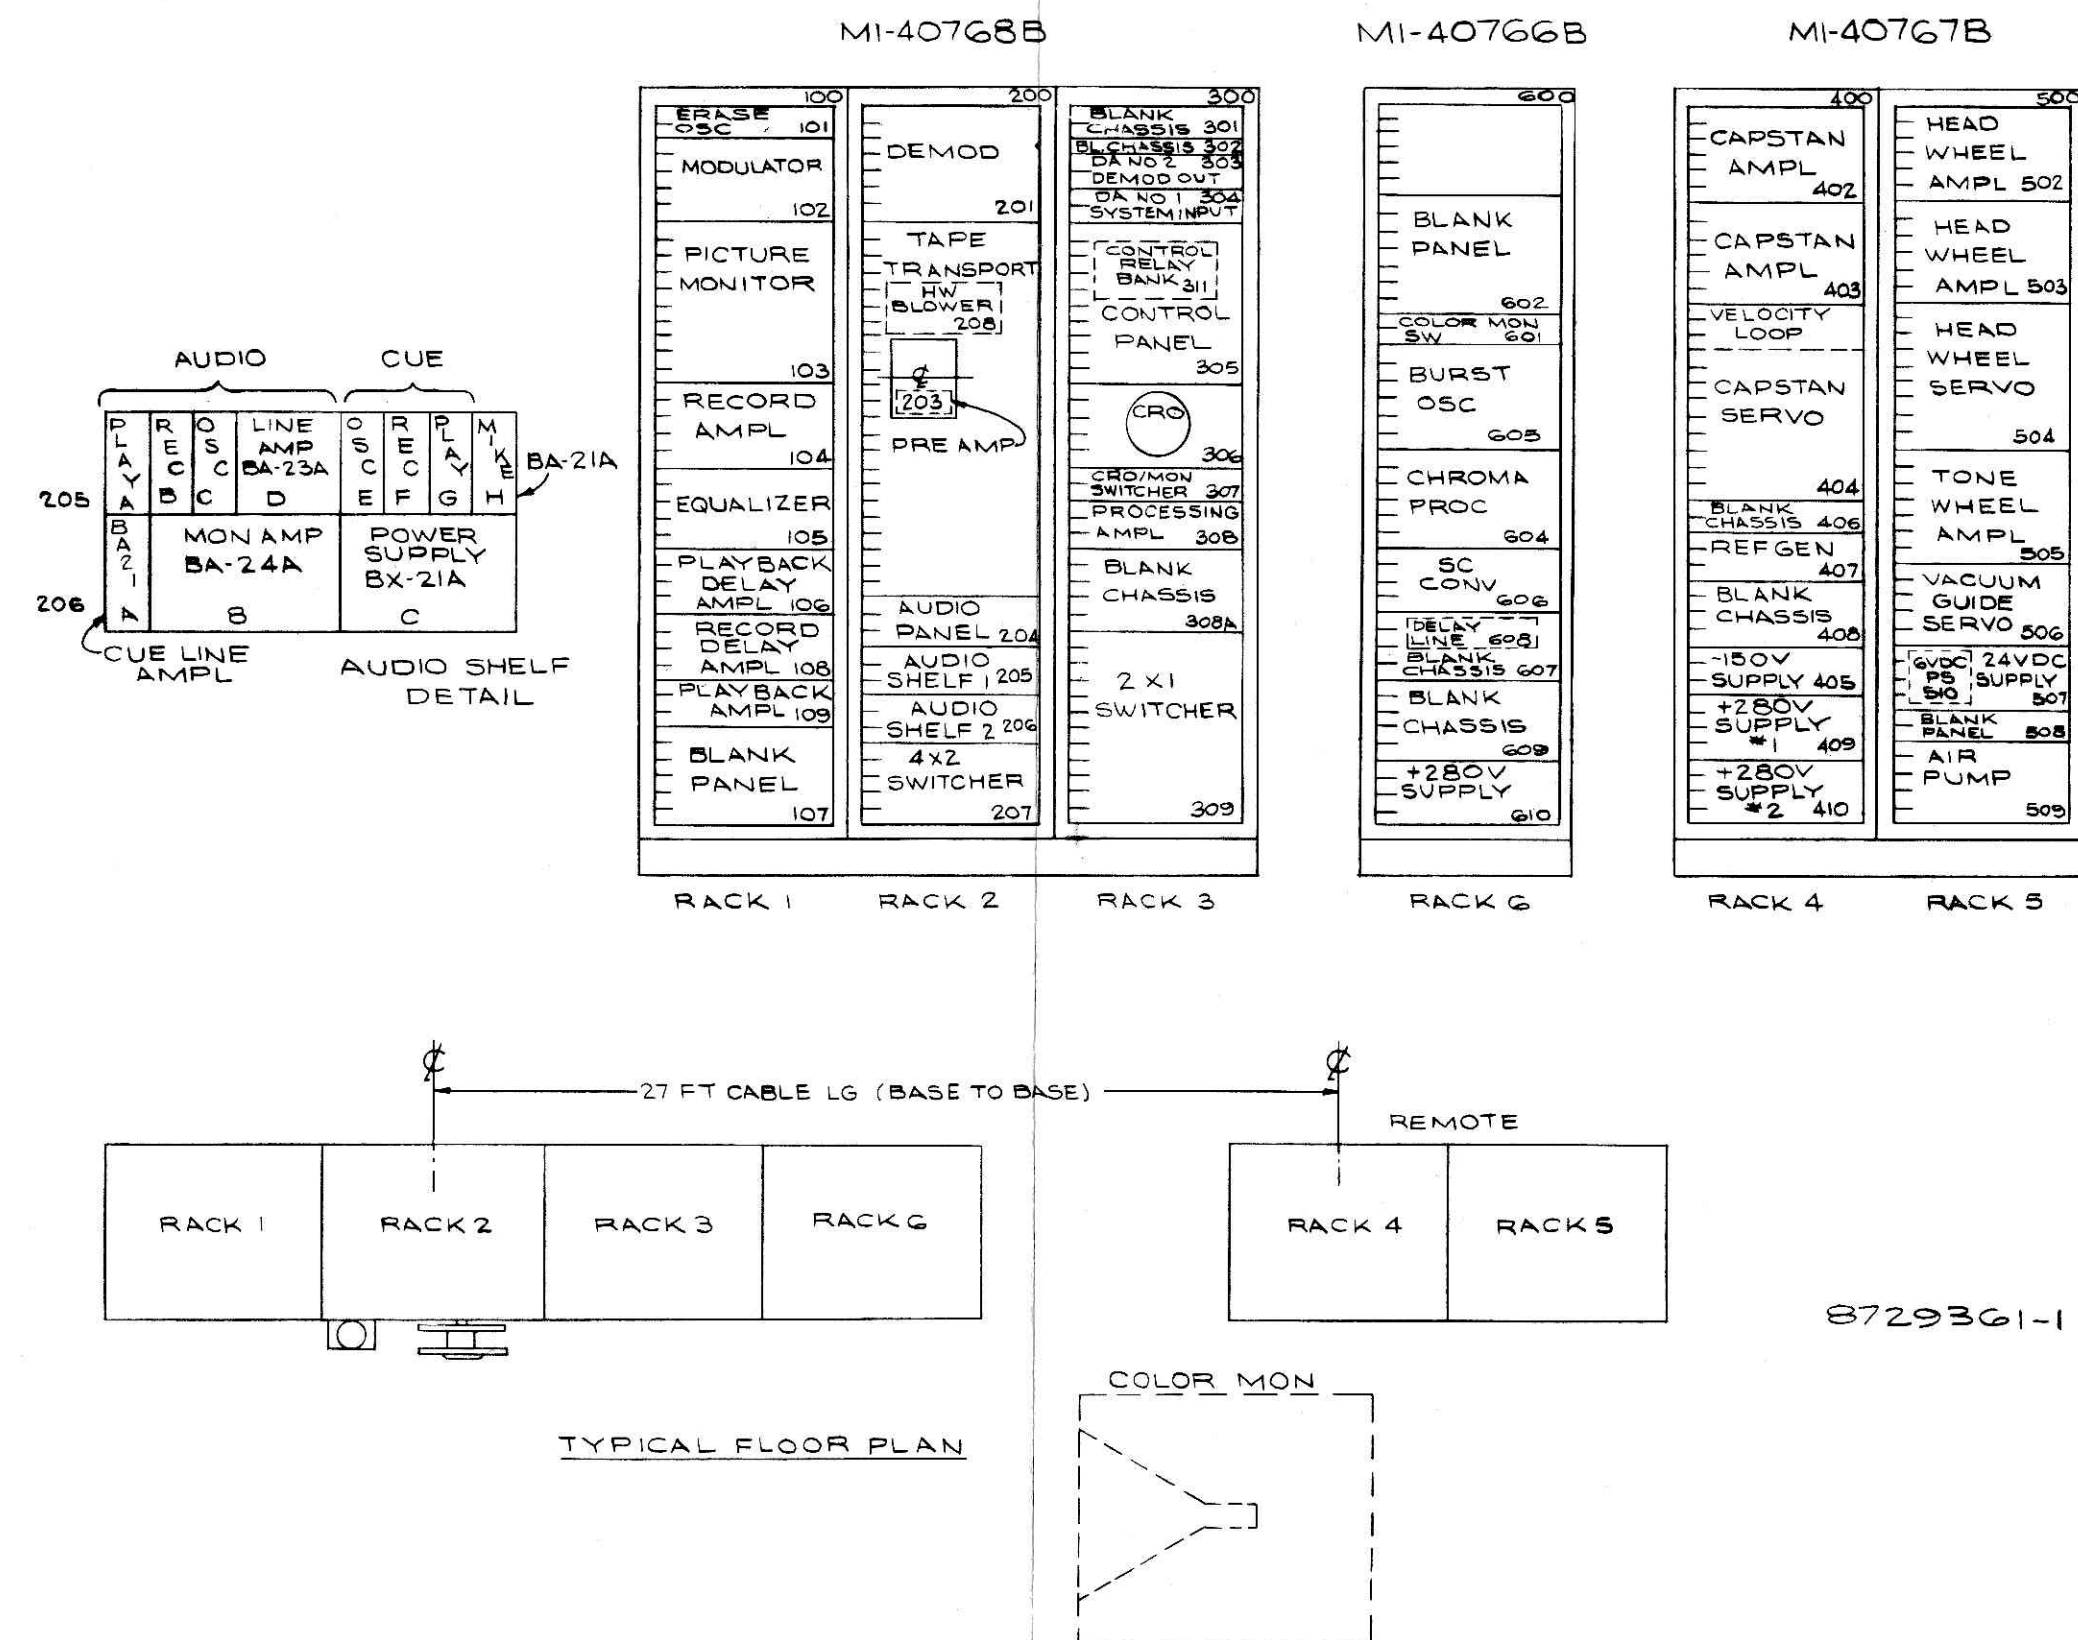 MI-40768B
MI-40766B
MI-40767B
AUDIO
CUE
PLAY A
REC B
OSC C
LINE
AMP
BA-23A
D
OSC E
REC F
PLAY G
MIKE H
BA-21A
205
BA21 A
MON AMP
BA-24A
B
POWER
SUPPLY
BX-21A
C
206
CUE LINE
AMPL
AUDIO SHELF
DETAIL
100
ERASE
OSC 101
MODULATOR
102
PICTURE
MONITOR
103
RECORD
AMPL
104
EQUALIZER
105
PLAYBACK
DELAY
AMPL 106
RECORD
DELAY
AMPL 108
PLAYBACK
AMPL 109
BLANK
PANEL
107
RACK 1
200
DEMOD
201
TAPE
TRANSPORT
HW
BLOWER
208
℄
203
PRE AMP
AUDIO
PANEL 204
AUDIO
SHELF 1 205
AUDIO
SHELF 2 206
4X2
SWITCHER
207
RACK 2
300
BLANK
CHASSIS 301
BL.CHASSIS 302
DA NO 2 303
DEMOD OUT
DA NO 1 304
SYSTEM INPUT
CONTROL
RELAY
BANK 311
CONTROL
PANEL
305
CRO
306
CRO/MON
SWITCHER 307
PROCESSING
AMPL 308
BLANK
CHASSIS
308A
2 X 1
SWITCHER
309
RACK 3
600
BLANK
PANEL
602
COLOR MON
SW 601
BURST
OSC
605
CHROMA
PROC
604
SC
CONV
606
DELAY
LINE 608
BLANK
CHASSIS 607
BLANK
CHASSIS
609
+280V
SUPPLY
610
RACK 6
400
CAPSTAN
AMPL
402
CAPSTAN
AMPL
403
VELOCITY
LOOP
CAPSTAN
SERVO
404
BLANK
CHASSIS 406
REF GEN
407
BLANK
CHASSIS
408
-150V
SUPPLY 405
+280V
SUPPLY
#1 409
+280V
SUPPLY
#2 410
RACK 4
500
HEAD
WHEEL
AMPL 502
HEAD
WHEEL
AMPL 503
HEAD
WHEEL
SERVO
504
TONE
WHEEL
AMPL
505
VACUUM
GUIDE
SERVO 506
6VDC
PS
510
24VDC
SUPPLY
507
BLANK
PANEL 508
AIR
PUMP
509
RACK 5
℄
27 FT CABLE LG (BASE TO BASE)
℄
REMOTE
RACK 1
RACK 2
RACK 3
RACK 6
RACK 4
RACK 5
8729361-1
COLOR MON
TYPICAL FLOOR PLAN